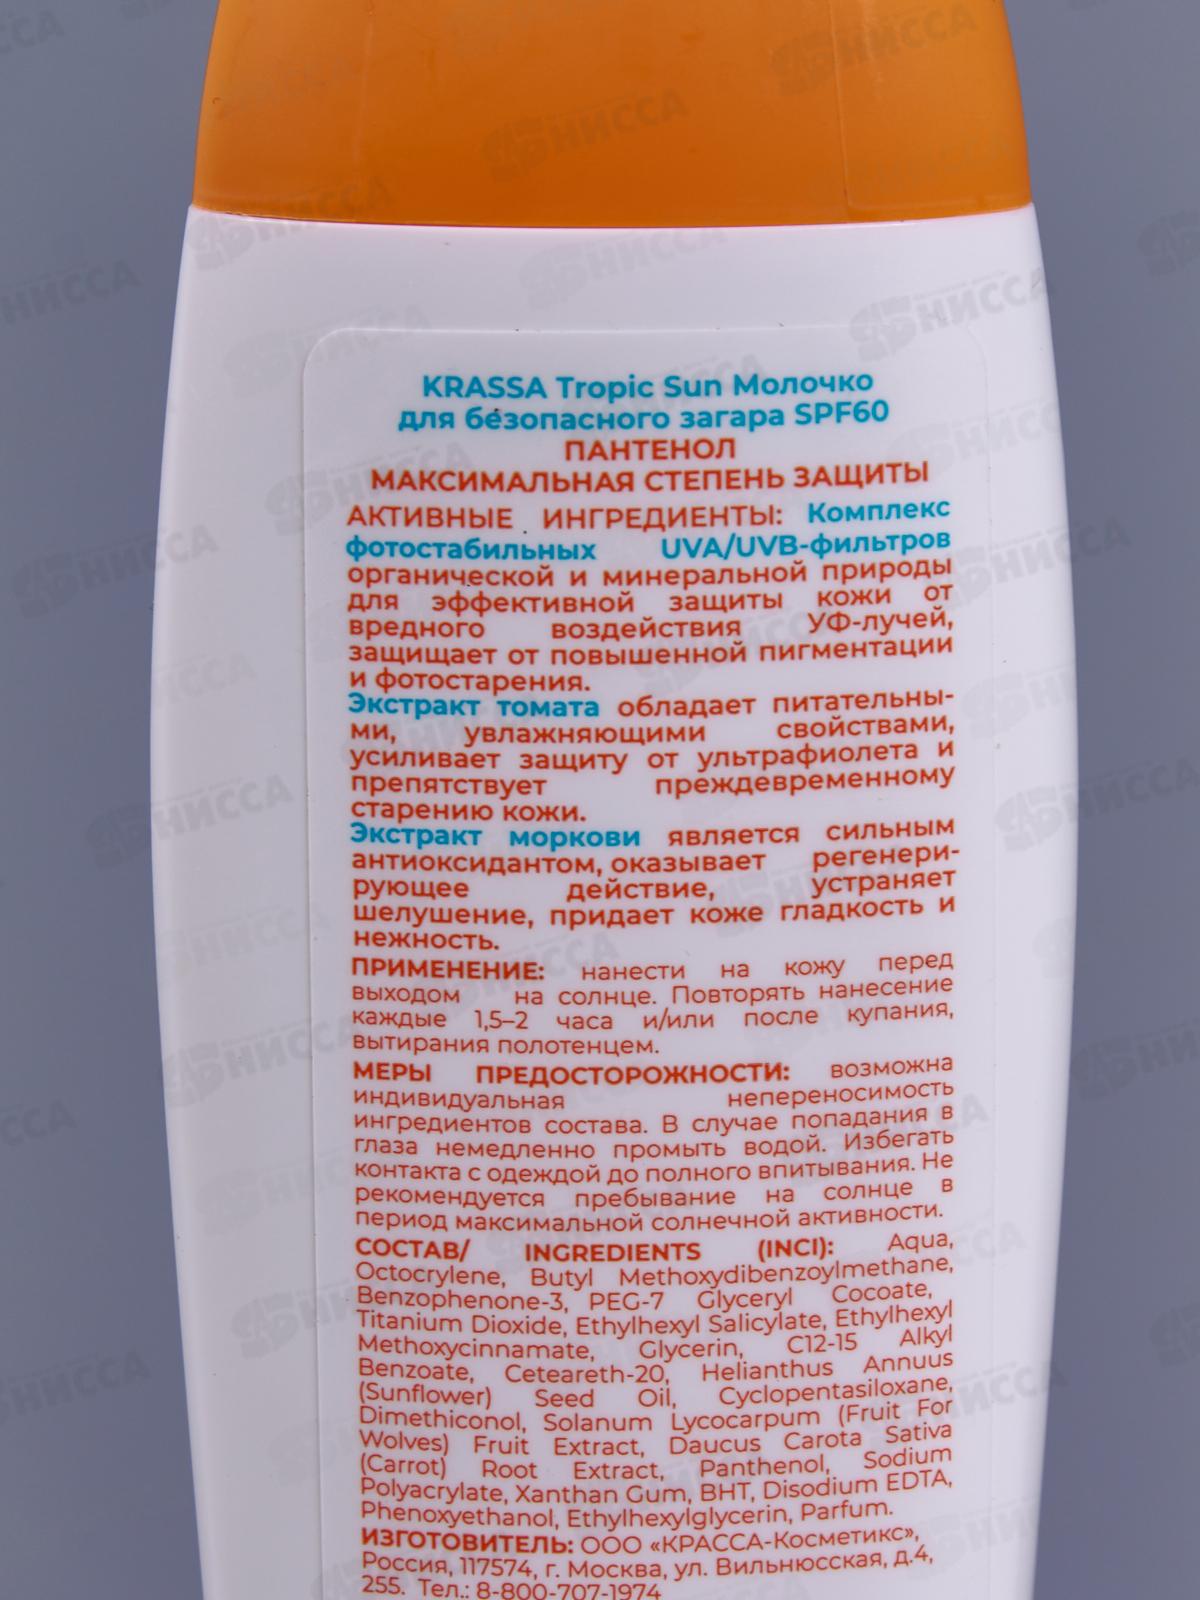 KRASSA Tropic Sun Молочко
для безопасного загара SPF60
ПАНТЕНОЛ
МАКСИМАЛЬНАЯ СТЕПЕНЬ ЗАЩИТЫ
АКТИВНЫЕ ИНГРЕДИЕНТЫ: Комплекс
фотостабильных UVA/UVB-фильтров
органической и минеральной природы
для эффективной защиты кожи от
вредного воздействия УФ-лучей,
защищает от повышенной пигментации
и фотостарения.
Экстракт томата обладает питательны-
ми, увлажняющими свойствами,
усиливает защиту от ультрафиолета и
препятствует преждевременному
старению кожи.
Экстракт моркови является сильным
антиоксидантом, оказывает регенери-
рующее действие, устраняет
шелушение, придает коже гладкость и
нежность.
ПРИМЕНЕНИЕ: нанести на кожу перед
выходом на солнце. Повторять нанесение
каждые 1,5–2 часа и/или после купания,
вытирания полотенцем.
МЕРЫ ПРЕДОСТОРОЖНОСТИ: возможна
индивидуальная непереносимость
ингредиентов состава. В случае попадания в
глаза немедленно промыть водой. Избегать
контакта с одеждой до полного впитывания. Не
рекомендуется пребывание на солнце в
период максимальной солнечной активности.
СОСТАВ/ INGREDIENTS (INCI): Aqua,
Octocrylene, Butyl Methoxydibenzoylmethane,
Benzophenone-3, PEG-7 Glyceryl Cocoate,
Titanium Dioxide, Ethylhexyl Salicylate, Ethylhexyl
Methoxycinnamate, Glycerin, C12-15 Alkyl
Benzoate, Ceteareth-20, Helianthus Annuus
(Sunflower) Seed Oil, Cyclopentasiloxane,
Dimethiconol, Solanum Lycocarpum (Fruit For
Wolves) Fruit Extract, Daucus Carota Sativa
(Carrot) Root Extract, Panthenol, Sodium
Polyacrylate, Xanthan Gum, BHT, Disodium EDTA,
Phenoxyethanol, Ethylhexylglycerin, Parfum.
ИЗГОТОВИТЕЛЬ: ООО «КРАССА-Косметикс»,
Россия, 117574, г. Москва, ул. Вильнюсская, д.4,
255. Тел.: 8-800-707-1974